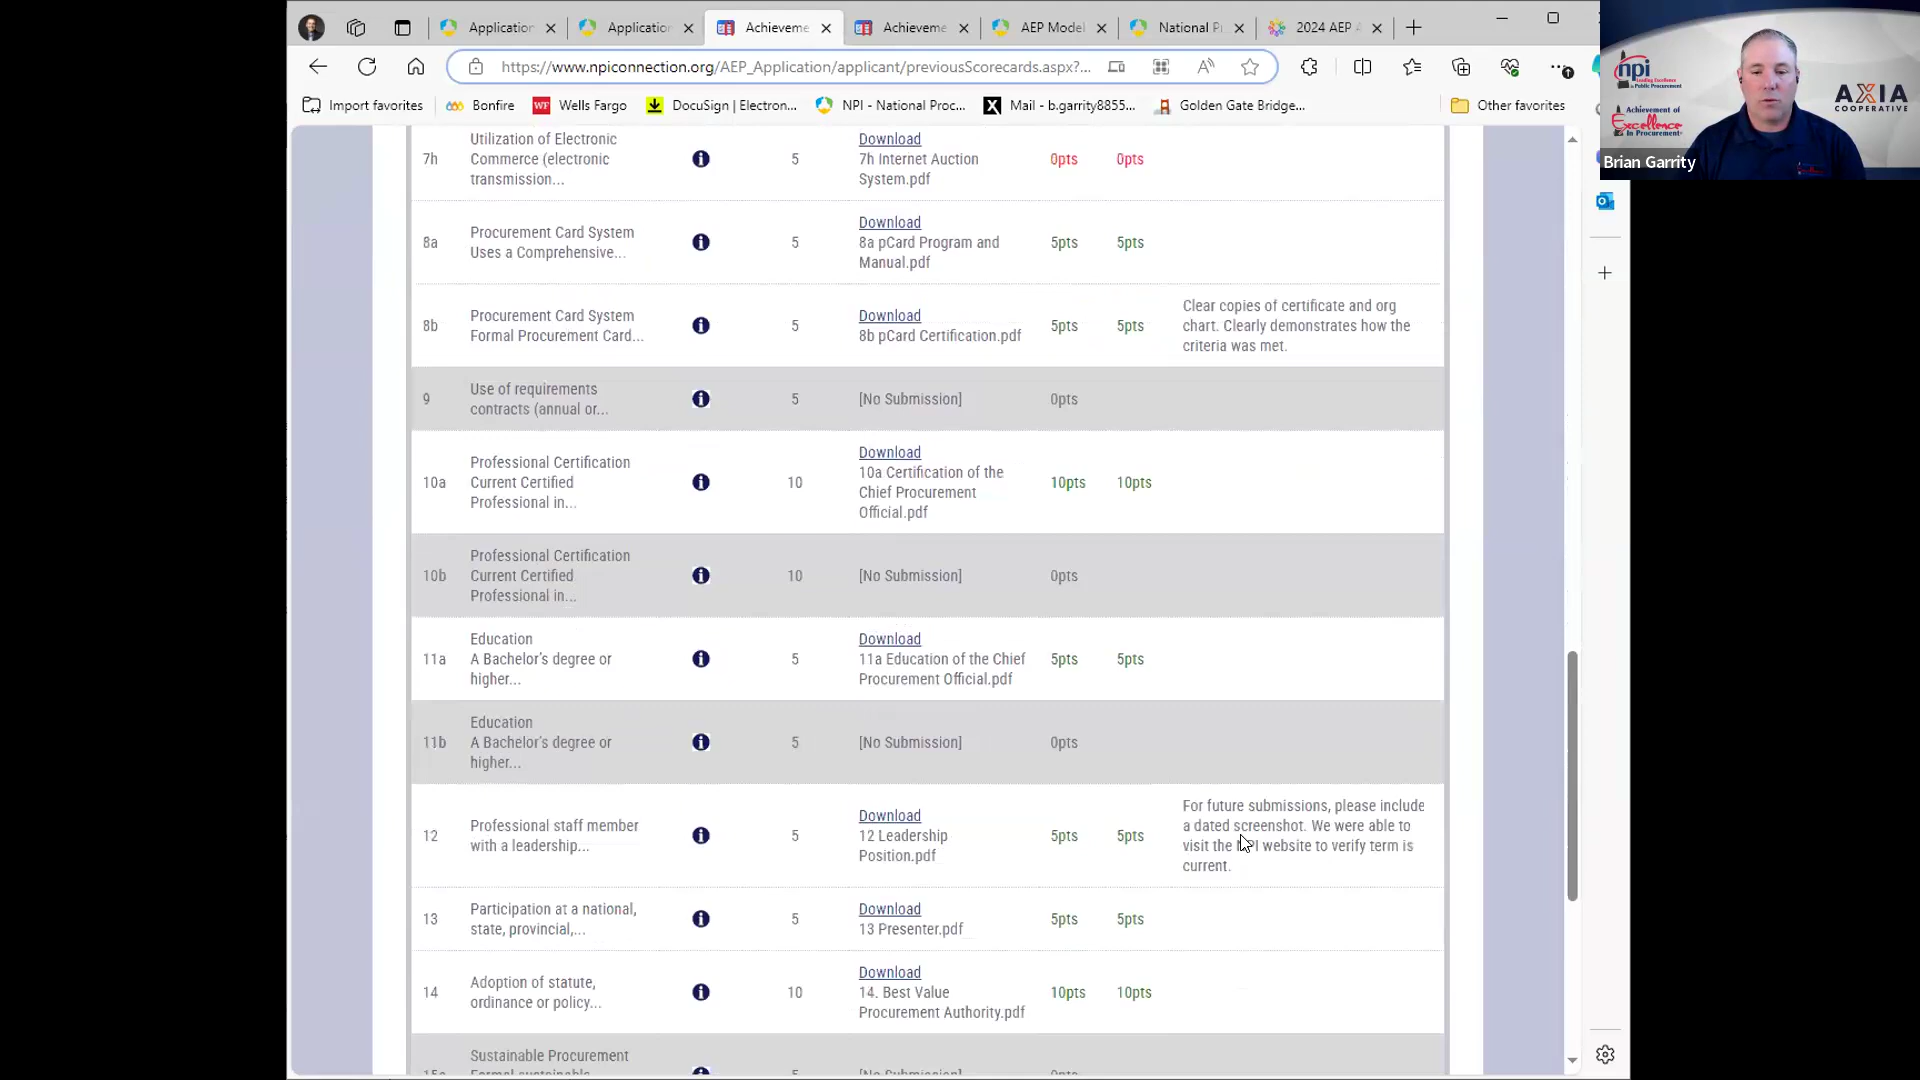 Application
Application
Achieveme
Achieveme
AEP Model
National P
2024 AEP A
https://www.npiconnection.org/AEP_Application/applicant/previousScorecards.aspx?...
Import favorites
Bonfire
Wells Fargo
DocuSign | Electron...
NPI - National Proc...
Mail - b.garrity8855...
Golden Gate Bridge...
Other favorites
npi
Leading Excellence
in Public Procurement
Achievement of
Excellence
In Procurement
AXIA
COOPERATIVE
Brian Garrity
7h
Utilization of Electronic
Commerce (electronic
transmission...
5
Download
7h Internet Auction
System.pdf
0pts
0pts
8a
Procurement Card System
Uses a Comprehensive...
5
Download
8a pCard Program and
Manual.pdf
5pts
5pts
8b
Procurement Card System
Formal Procurement Card...
5
Download
8b pCard Certification.pdf
5pts
5pts
Clear copies of certificate and org
chart. Clearly demonstrates how the
criteria was met.
9
Use of requirements
contracts (annual or...
5
[No Submission]
0pts
10a
Professional Certification
Current Certified
Professional in...
10
Download
10a Certification of the
Chief Procurement
Official.pdf
10pts
10pts
10b
Professional Certification
Current Certified
Professional in...
10
[No Submission]
0pts
11a
Education
A Bachelor's degree or
higher...
5
Download
11a Education of the Chief
Procurement Official.pdf
5pts
5pts
11b
Education
A Bachelor's degree or
higher...
5
[No Submission]
0pts
12
Professional staff member
with a leadership...
5
Download
12 Leadership
Position.pdf
5pts
5pts
For future submissions, please include
a dated screenshot. We were able to
visit the NPI website to verify term is
current.
13
Participation at a national,
state, provincial,...
5
Download
13 Presenter.pdf
5pts
5pts
14
Adoption of statute,
ordinance or policy...
10
Download
14. Best Value
Procurement Authority.pdf
10pts
10pts
Sustainable Procurement